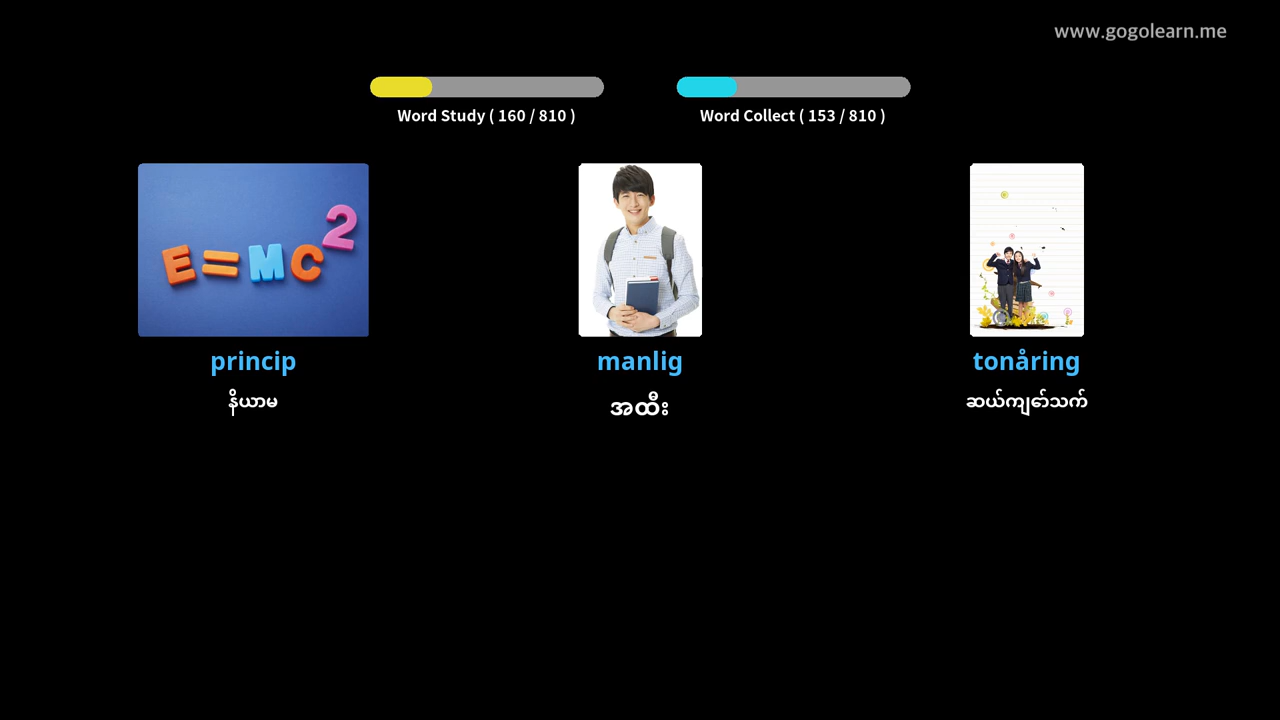 www.gogolearn.me
Word Study ( 160 / 810 )
Word Collect ( 153 / 810 )
E=MC2
princip
manlig
tonåring
နိယာမ
အထီး
ဆယ်ကျော်သက်